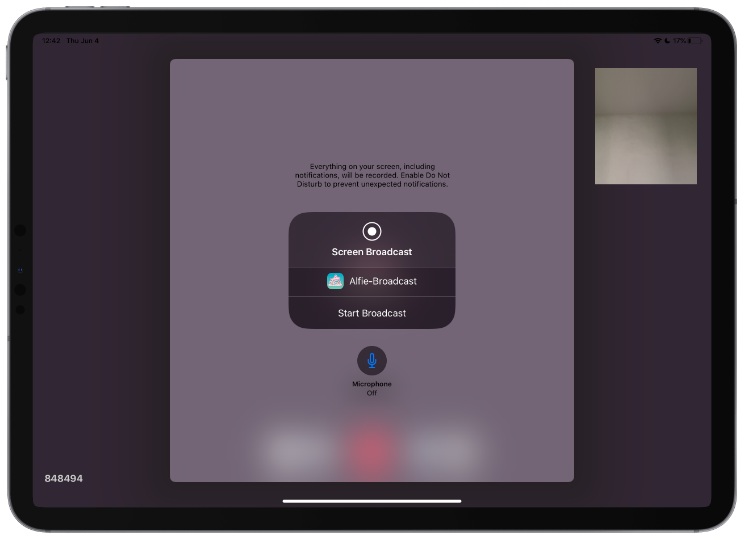 12:42 Thu Jun 4
17%
Everything on your screen, including
notifications, will be recorded. Enable Do Not
Disturb to prevent unexpected notifications.
Screen Broadcast
Alfie-Broadcast
Start Broadcast
Microphone
Off
848494